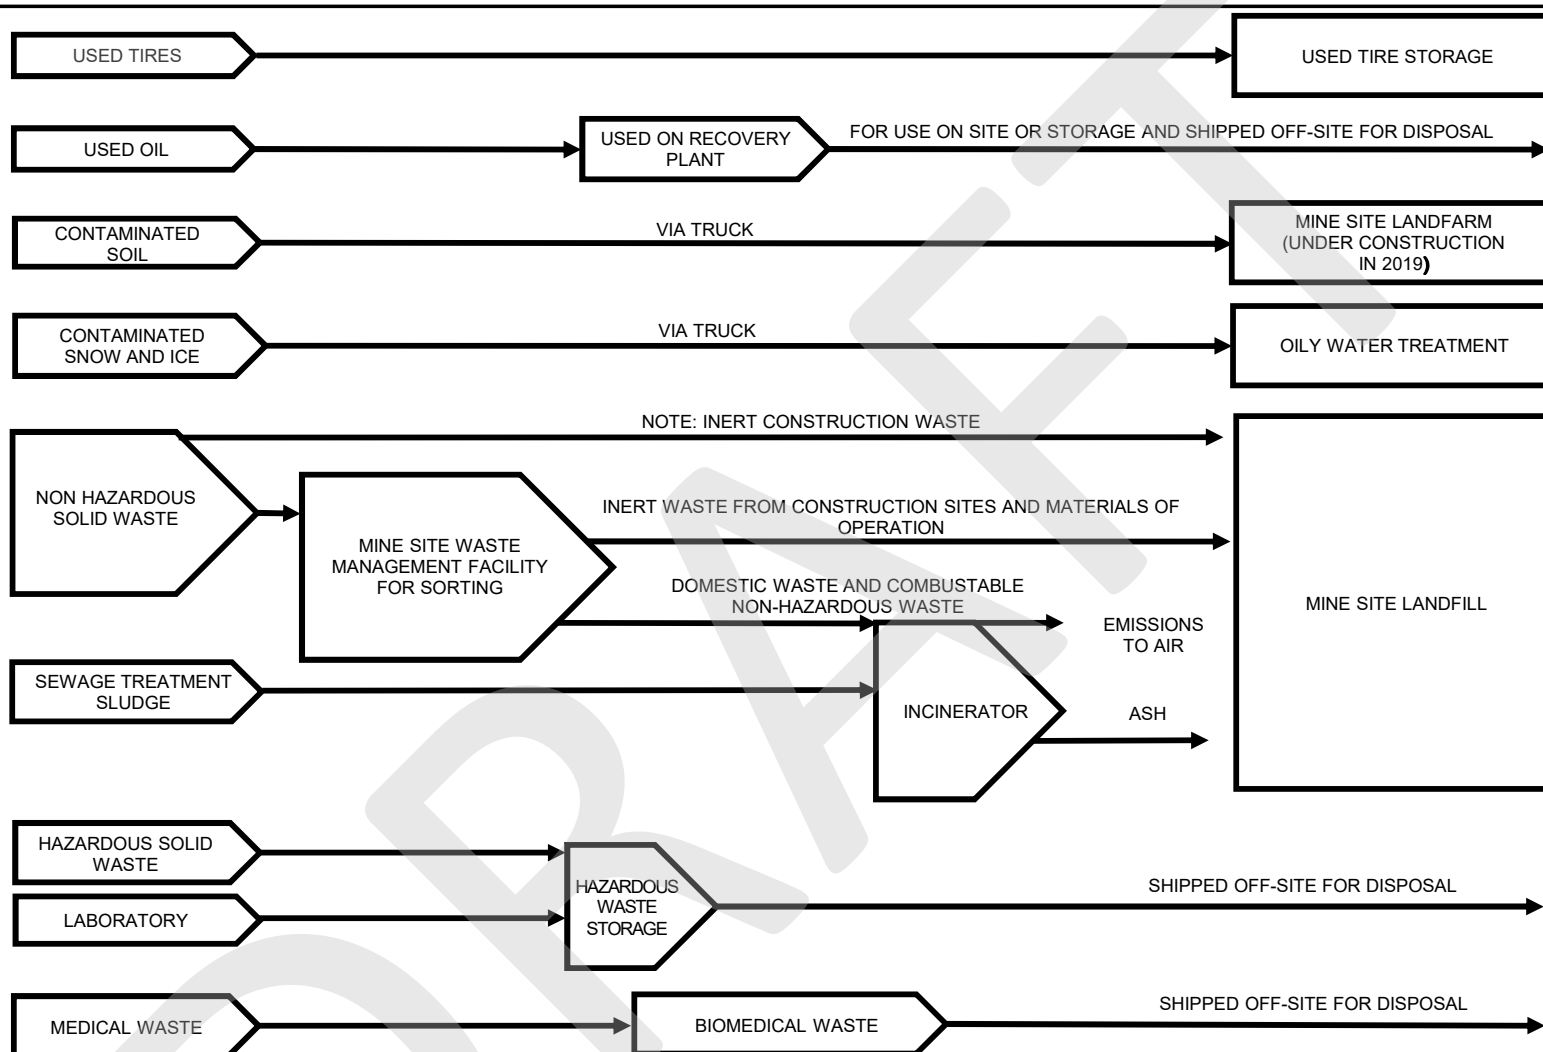 USED TIRES
USED TIRE STORAGE
USED OIL
USED ON RECOVERY
PLANT
FOR USE ON SITE OR STORAGE AND SHIPPED OFF-SITE FOR DISPOSAL
CONTAMINATED
SOIL
VIA TRUCK
MINE SITE LANDFARM
(UNDER CONSTRUCTION
IN 2019)
CONTAMINATED
SNOW AND ICE
VIA TRUCK
OILY WATER TREATMENT
NON HAZARDOUS
SOLID WASTE
NOTE: INERT CONSTRUCTION WASTE
MINE SITE WASTE
MANAGEMENT FACILITY
FOR SORTING
INERT WASTE FROM CONSTRUCTION SITES AND MATERIALS OF
OPERATION
DOMESTIC WASTE AND COMBUSTABLE
NON-HAZARDOUS WASTE
EMISSIONS
TO AIR
MINE SITE LANDFILL
SEWAGE TREATMENT
SLUDGE
INCINERATOR
ASH
HAZARDOUS SOLID
WASTE
LABORATORY
HAZARDOUS
WASTE
STORAGE
SHIPPED OFF-SITE FOR DISPOSAL
MEDICAL WASTE
BIOMEDICAL WASTE
SHIPPED OFF-SITE FOR DISPOSAL
DRAFT